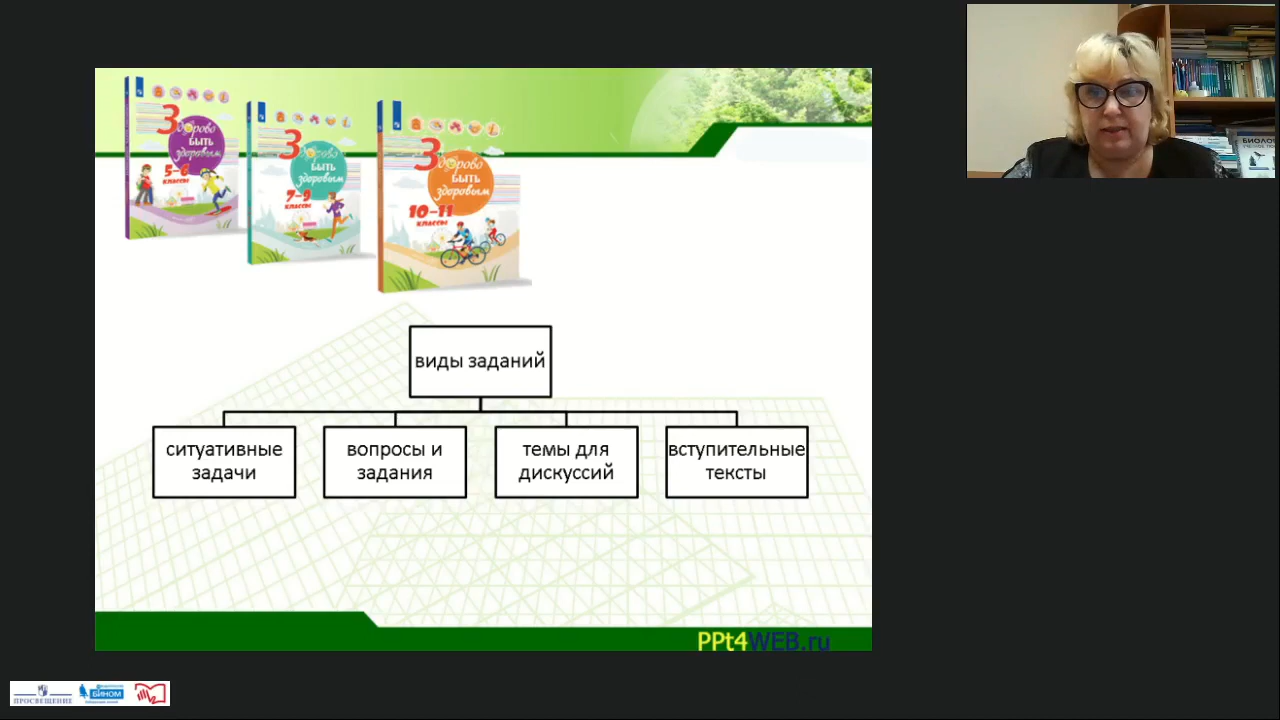 Здорово
БЫТЬ
здоровым
5–6
КЛАССЫ
Здорово
БЫТЬ
здоровым
7–9
КЛАССЫ
Здорово
БЫТЬ
здоровым
10–11
КЛАССЫ
виды заданий
ситуативные
задачи
вопросы и
задания
темы для
дискуссий
вступительные
тексты
PPt4WEB.ru
БИОЛО
ПРОСВЕЩЕНИЕ
БИНОМ